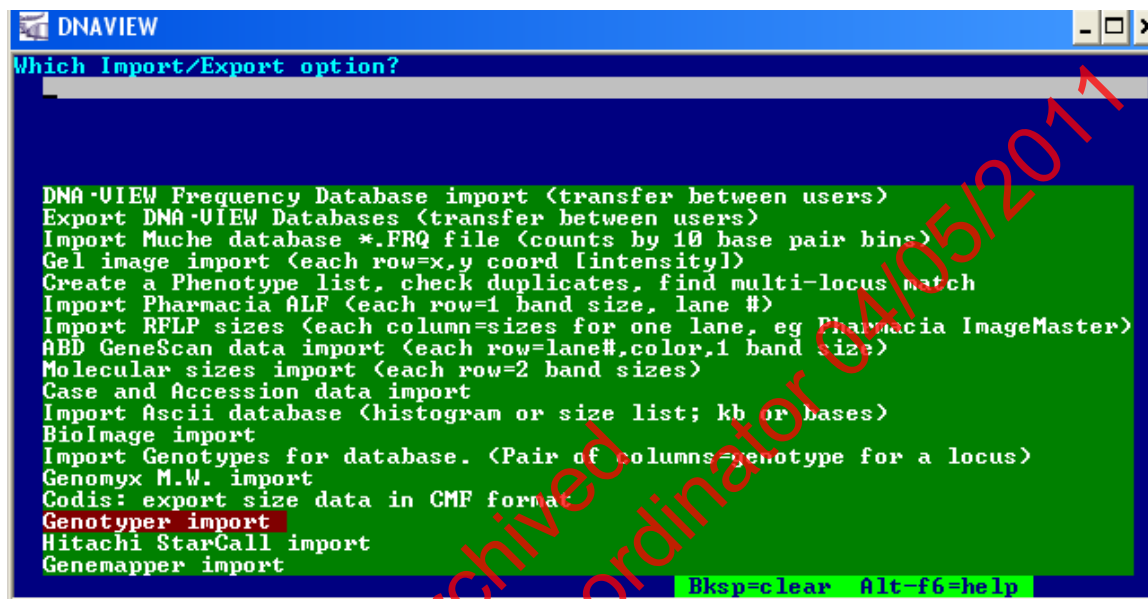 DNAVIEW
Which Import/Export option?
DNA·VIEW Frequency Database import (transfer between users)
Export DNA·VIEW Databases (transfer between users)
Import Muche database *.FRQ file (counts by 10 base pair bins)
Gel image import (each row=x,y coord [intensity])
Create a Phenotype list, check duplicates, find multi-locus match
Import Pharmacia ALF (each row=1 band size, lane #)
Import RFLP sizes (each column=sizes for one lane, eg Pharmacia ImageMaster)
ABD GeneScan data import (each row=lane#,color,1 band size)
Molecular sizes import (each row=2 band sizes)
Case and Accession data import
Import Ascii database (histogram or size list; kb or bases)
BioImage import
Import Genotypes for database. (Pair of columns=genotype for a locus)
Genomyx M.W. import
Codis: export size data in CMF format
Genotyper import
Hitachi StarCall import
Genemapper import
Bksp=clear Alt-f6=help
04/05/2011